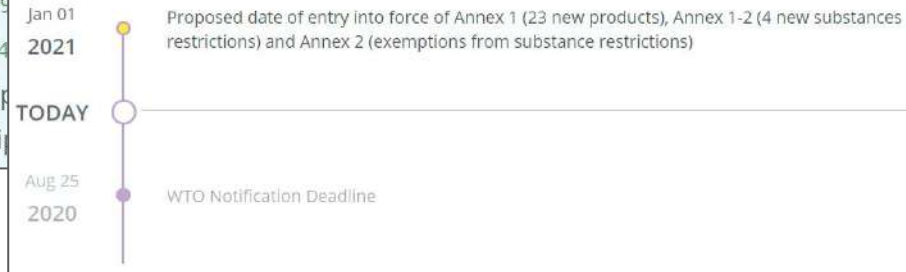 Jan 01
2021
Proposed date of entry into force of Annex 1 (23 new products), Annex 1-2 (4 new substances
restrictions) and Annex 2 (exemptions from substance restrictions)
TODAY
Aug 25
2020
WTO Notification Deadline